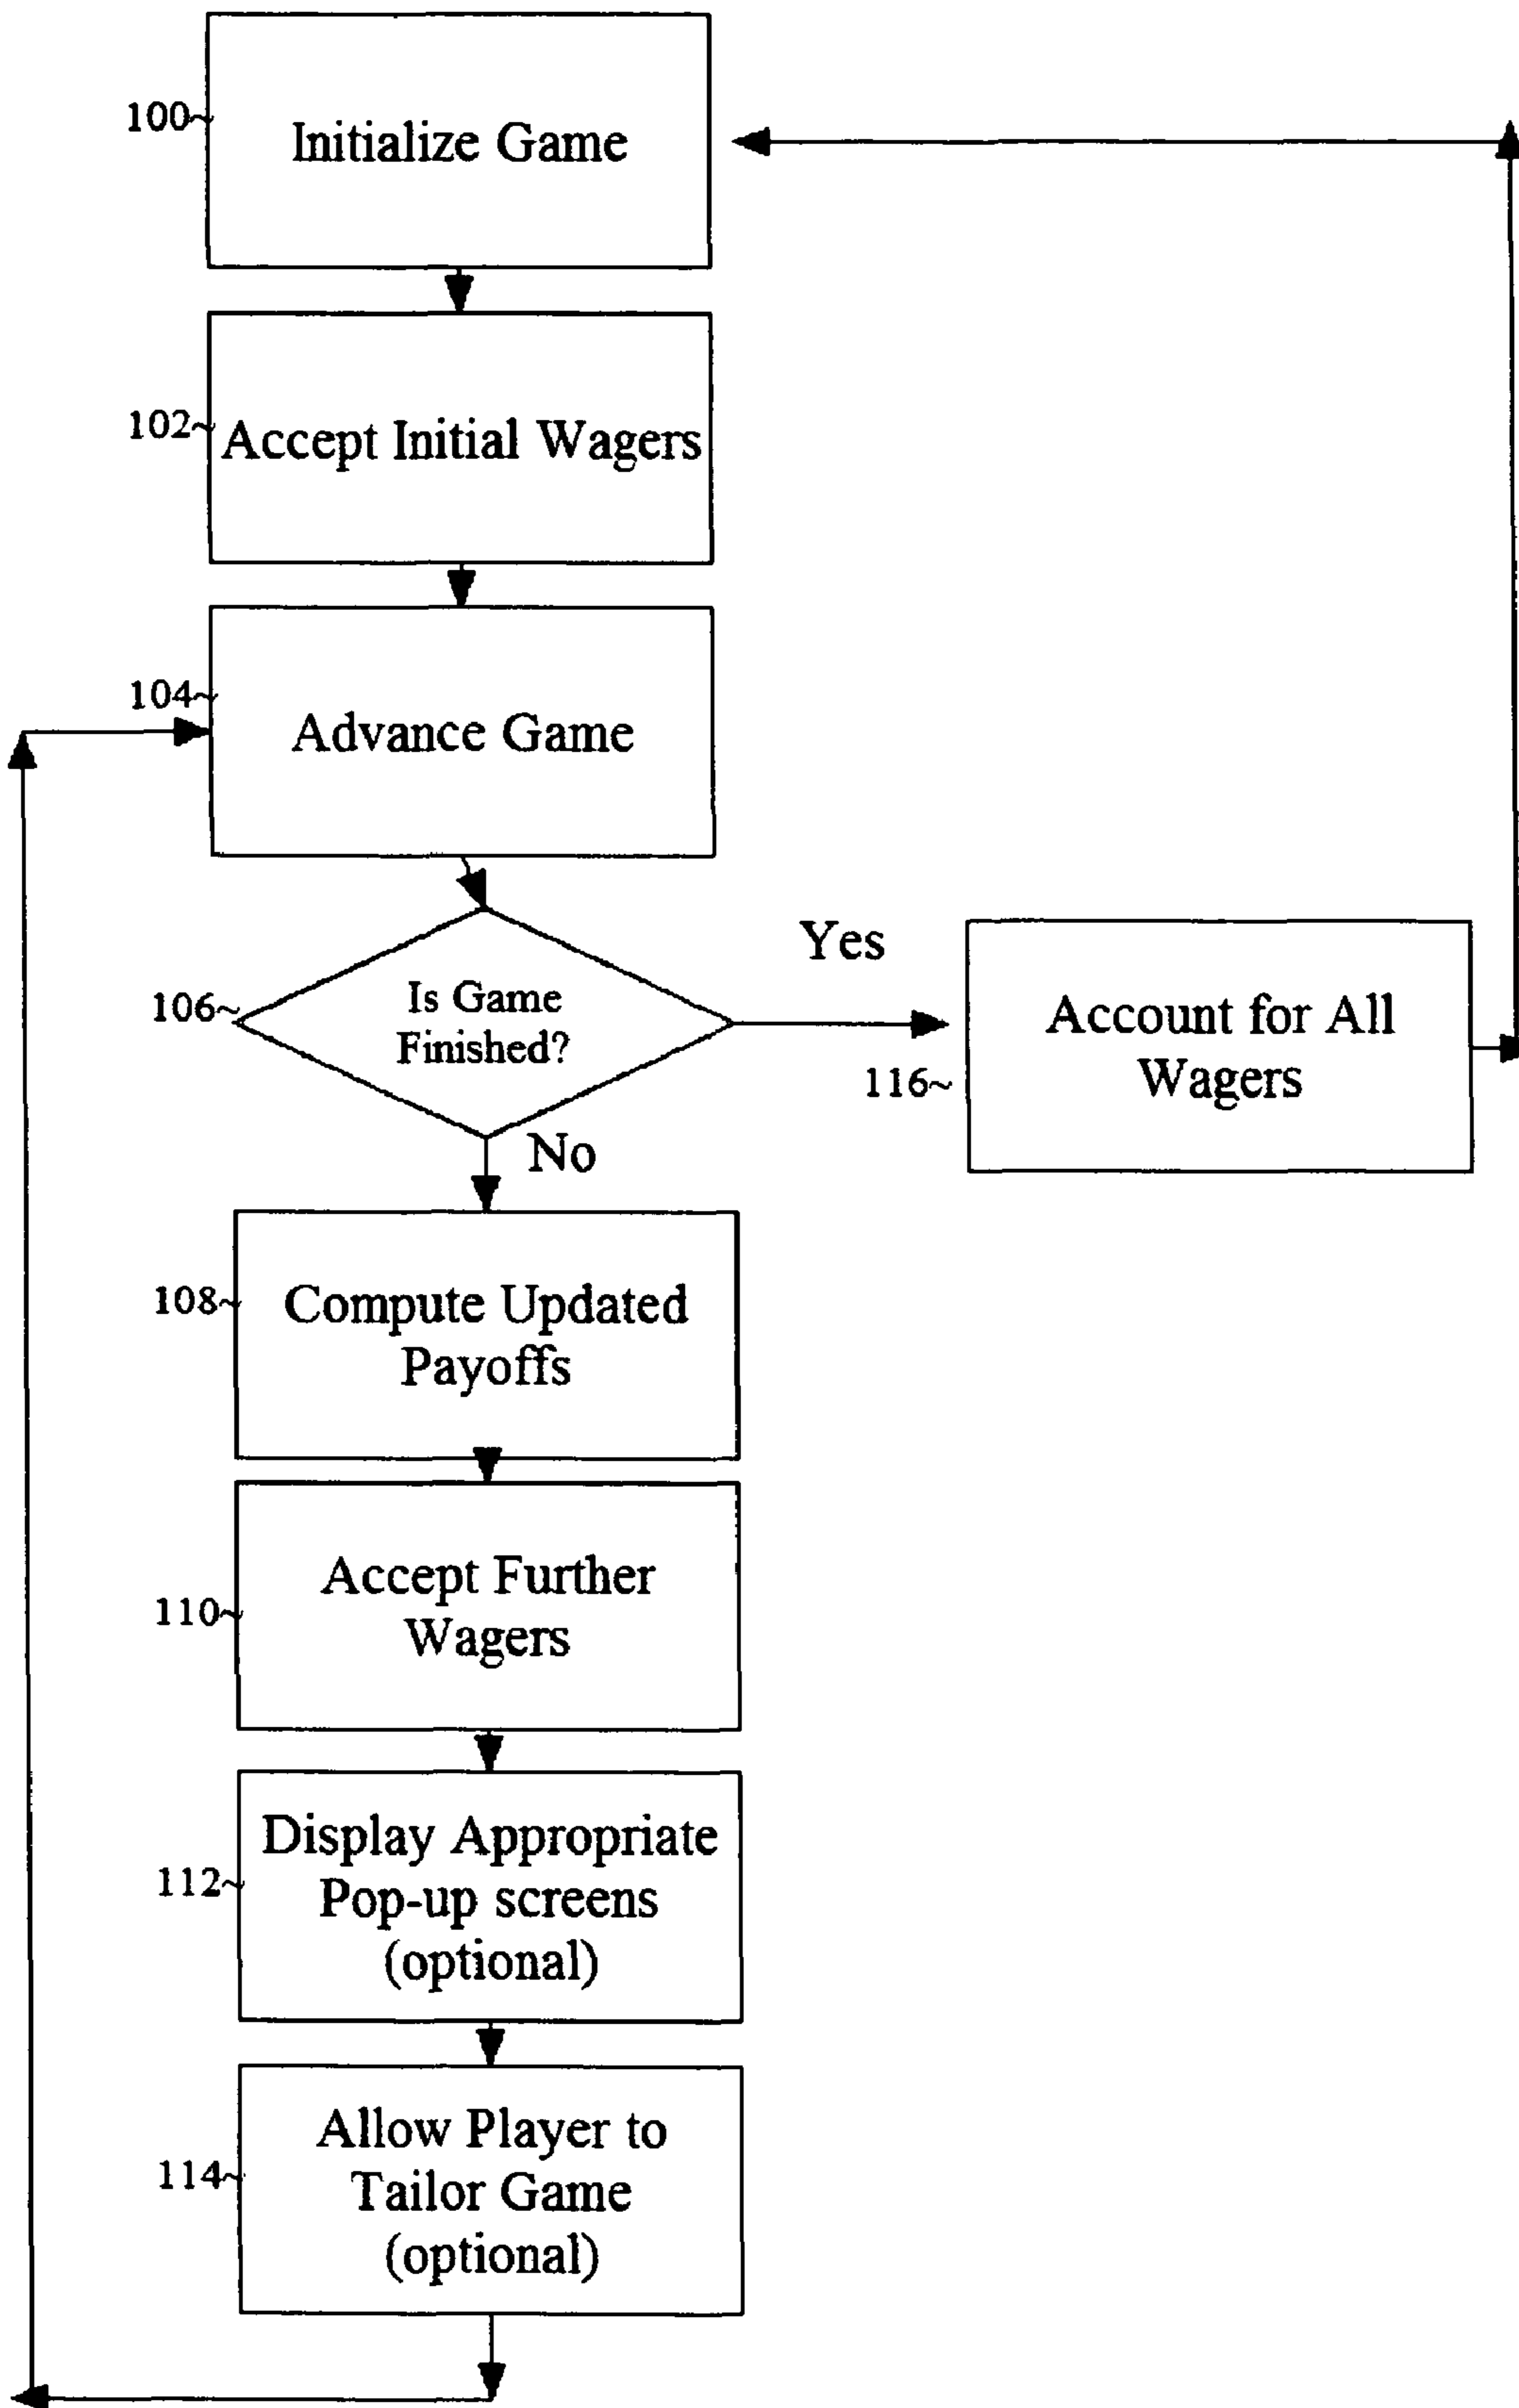 100~
Initialize Game
102~
Accept Initial Wagers
104~
Advance Game
106~
Is Game
Finished?
Yes
116~
Account for All
Wagers
No
108~
Compute Updated
Payoffs
110~
Accept Further
Wagers
112~
Display Appropriate
Pop-up screens
(optional)
114~
Allow Player to
Tailor Game
(optional)